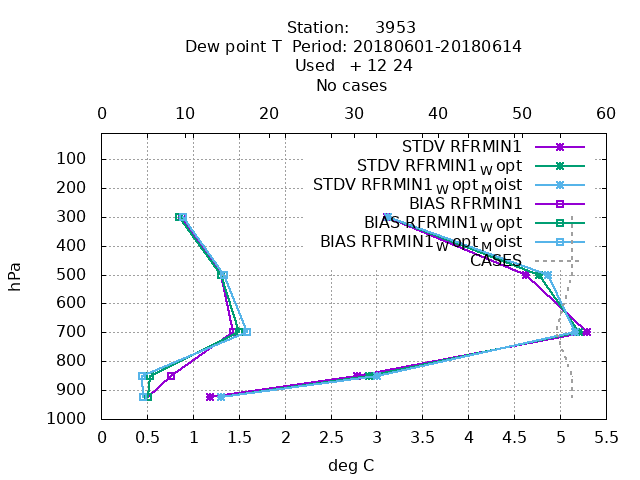 Station: 3953
Dew point T Period: 20180601-20180614
Used + 12 24
No cases
0 10 20 30 40 50 60
STDV RFRMIN1
STDV RFRMIN1_W opt
STDV RFRMIN1_W opt_M oist
BIAS RFRMIN1
BIAS RFRMIN1_W opt
BIAS RFRMIN1_W opt_M oist
CASES
hPa
100
200
300
400
500
600
700
800
900
1000
0 0.5 1 1.5 2 2.5 3 3.5 4 4.5 5 5.5
deg C